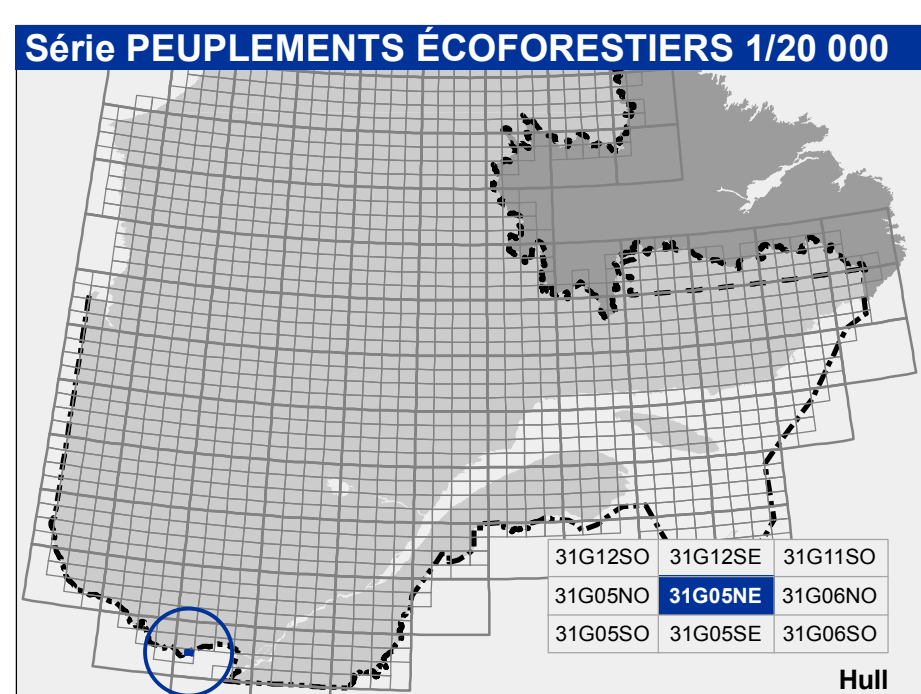 Série PEUPLEMENTS ÉCOFORESTIERS 1/20 000
31G12SO 31G12SE 31G11SO
31G05NO 31G05NE 31G06NO
31G05SO 31G05SE 31G06SO
Hull